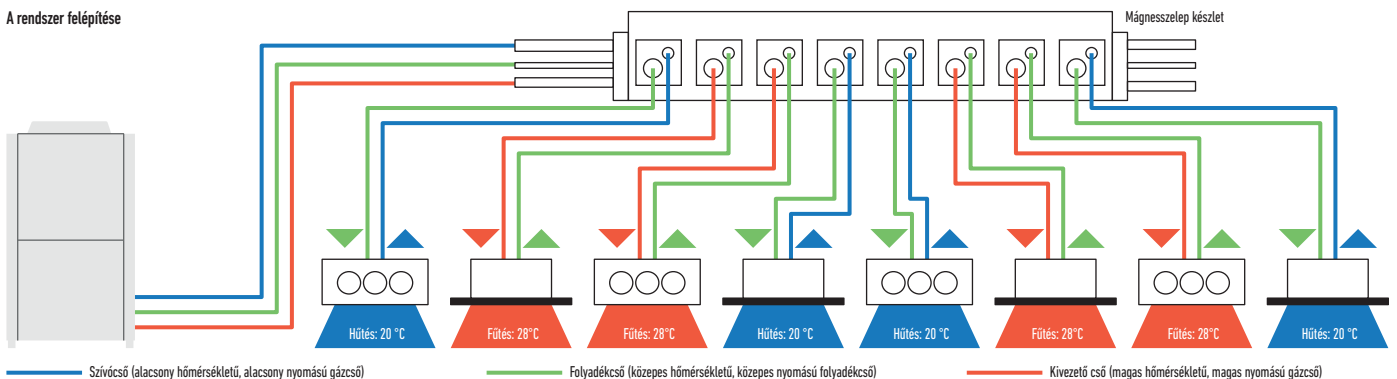 A rendszer felépítése
Mágnesszelep készlet
Hűtés: 20 °C
Fűtés: 28°C
Fűtés: 28°C
Hűtés: 20 °C
Hűtés: 20 °C
Fűtés: 28°C
Fűtés: 28°C
Hűtés: 20 °C
Szívócső (alacsony hőmérsékletű, alacsony nyomású gázcső)
Folyadékcső (közepes hőmérsékletű, közepes nyomású folyadékcső)
Kivezető cső (magas hőmérsékletű, magas nyomású gázcső)